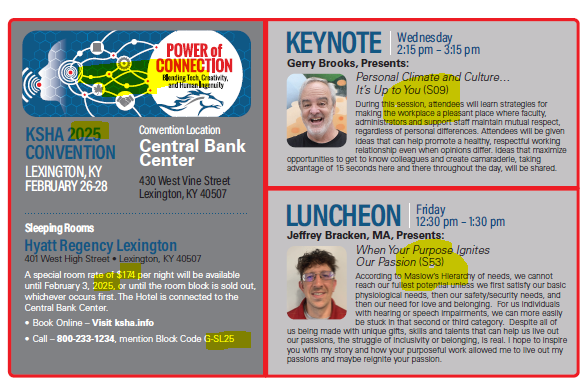 POWER of
CONNECTION
Blending Tech, Creativity,
and Human Ingenuity
KSHA 2025
CONVENTION
LEXINGTON, KY
FEBRUARY 26-28
Convention Location
Central Bank
Center
430 West Vine Street
Lexington, KY 40507
Sleeping Rooms
Hyatt Regency Lexington
401 West High Street • Lexington, KY 40507
A special room rate of $174 per night will be available
until February 3, 2025, or until the room block is sold out,
whichever occurs first. The Hotel is connected to the
Central Bank Center.
• Book Online – Visit ksha.info
• Call – 800-233-1234, mention Block Code G-SL25
KEYNOTE
Wednesday
2:15 pm – 3:15 pm
Gerry Brooks, Presents:
Personal Climate and Culture…
It's Up to You (S09)
During this session, attendees will learn strategies for
making the workplace a pleasant place where faculty,
administrators and support staff maintain mutual respect,
regardless of personal differences. Attendees will be given
ideas that can help promote a healthy, respectful working
relationship even when opinions differ. Ideas that maximize
opportunities to get to know colleagues and create camaraderie, taking
advantage of 15 seconds here and there throughout the day, will be shared.
LUNCHEON
Friday
12:30 pm – 1:30 pm
Jeffrey Bracken, MA, Presents:
When Your Purpose Ignites
Our Passion (S53)
According to Maslow's Hierarchy of needs, we cannot
reach our fullest potential unless we first satisfy our basic
physiological needs, then our safety/security needs, and
then our need for love and belonging. For us individuals
with hearing or speech impairments, we can more easily
be stuck in that second or third category. Despite all of
us being made with unique gifts, skills and talents that can help us live out
our passions, the struggle of inclusivity or belonging, is real. I hope to inspire
you with my story and how your purposeful work allowed me to live out my
passions and maybe reignite your passion.